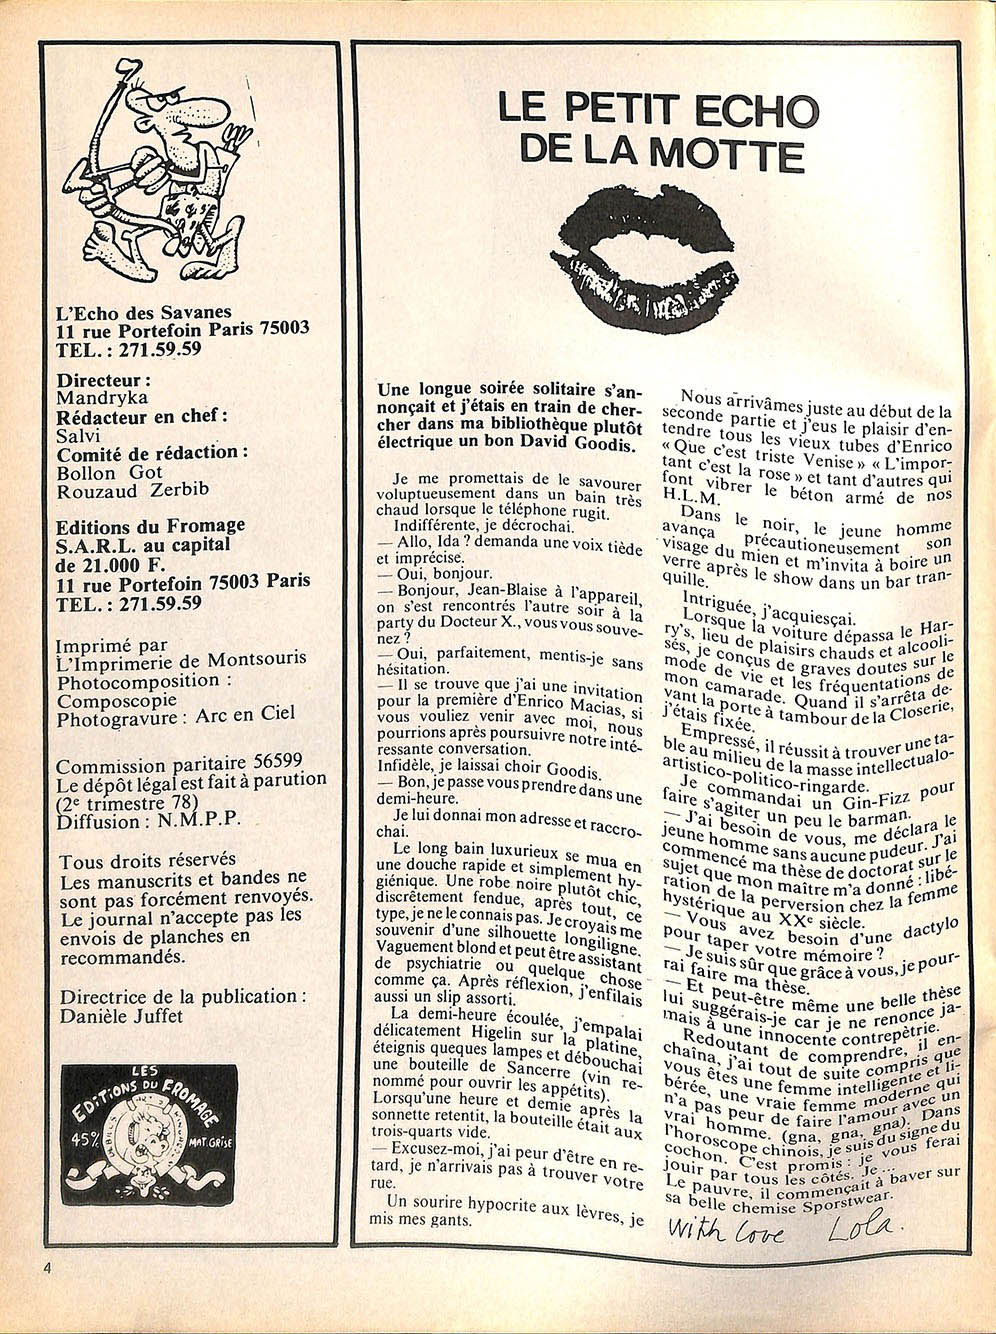 L'Echo des Savanes
11 rue Portefoin Paris 75003
TEL. : 271.59.59
Directeur :
Mandryka
Rédacteur en chef :
Salvi
Comité de rédaction :
Bollon Got
Rouzaud Zerbib
Editions du Fromage
S.A.R.L. au capital
de 21.000 F.
11 rue Portefoin 75003 Paris
TEL. : 271.59.59
Imprimé par
L'Imprimerie de Montsouris
Photocomposition :
Composcopie
Photogravure : Arc en Ciel
Commission paritaire 56599
Le dépôt légal est fait à parution
(2e trimestre 78)
Diffusion : N.M.P.P.
Tous droits réservés
Les manuscrits et bandes ne
sont pas forcément renvoyés.
Le journal n'accepte pas les
envois de planches en
recommandés.
Directrice de la publication :
Danièle Juffet
LES
EDITIONS DU FROMAGE
45% MAT. GRISE
4
LE PETIT ECHO
DE LA MOTTE
Une longue soirée solitaire s'an-
nonçait et j'étais en train de cher-
cher dans ma bibliothèque plutôt
électrique un bon David Goodis.
Je me promettais de le savourer
voluptueusement dans un bain très
chaud lorsque le téléphone rugit.
Indifférente, je décrochai.
— Allo, Ida ? demanda une voix tiède
et imprécise.
— Oui, bonjour.
— Bonjour, Jean-Blaise à l'appareil,
on s'est rencontrés l'autre soir à la
party du Docteur X., vous vous souve-
nez ?
— Oui, parfaitement, mentis-je sans
hésitation.
— Il se trouve que j'ai une invitation
pour la première d'Enrico Macias, si
vous vouliez venir avec moi, nous
pourrions après poursuivre notre inté-
ressante conversation.
Infidèle, je laissai choir Goodis.
— Bon, je passe vous prendre dans une
demi-heure.
Je lui donnai mon adresse et raccro-
chai.
Le long bain luxurieux se mua en
une douche rapide et simplement hy-
giénique. Une robe noire plutôt chic,
discrètement fendue, après tout, ce
type, je ne le connais pas. Je croyais me
souvenir d'une silhouette longiligne.
Vaguement blond et peut être assistant
de psychiatrie ou quelque chose
comme ça. Après réflexion, j'enfilais
aussi un slip assorti.
La demi-heure écoulée, j'empalai
délicatement Higelin sur la platine,
éteignis queques lampes et débouchai
une bouteille de Sancerre (vin re-
nommé pour ouvrir les appétits).
Lorsqu'une heure et demie après la
sonnette retentit, la bouteille était aux
trois-quarts vide.
— Excusez-moi, j'ai peur d'être en re-
tard, je n'arrivais pas à trouver votre
rue.
Un sourire hypocrite aux lèvres, je
mis mes gants.
Nous arrivâmes juste au début de la
seconde partie et j'eus le plaisir d'en-
tendre tous les vieux tubes d'Enrico
« Que c'est triste Venise » « L'impor-
tant c'est la rose » et tant d'autres qui
font vibrer le béton armé de nos
H.L.M.
Dans le noir, le jeune homme
avança précautionneusement son
visage du mien et m'invita à boire un
verre après le show dans un bar tran-
quille.
Intriguée, j'acquiesçai.
Lorsque la voiture dépassa le Har-
ry's, lieu de plaisirs chauds et alcooli-
sés, je conçus de graves doutes sur le
mode de vie et les fréquentations de
mon camarade. Quand il s'arrêta de-
vant la porte à tambour de la Closerie,
j'étais fixée.
Empressé, il réussit à trouver une ta-
ble au milieu de la masse intellectualo-
artistico-politico-ringarde.
Je commandai un Gin-Fizz pour
faire s'agiter un peu le barman.
— J'ai besoin de vous, me déclara le
jeune homme sans aucune pudeur. J'ai
commencé ma thèse de doctorat sur le
sujet que mon maître m'a donné : libé-
ration de la perversion chez la femme
hystérique au XXe siècle.
— Vous avez besoin d'une dactylo
pour taper votre mémoire ?
— Je suis sûr que grâce à vous, je pour-
rai faire ma thèse.
— Et peut-être même une belle thèse
lui suggérais-je car je ne renonce ja-
mais à une innocente contrepètrie.
Redoutant de comprendre, il en-
chaîna, j'ai tout de suite compris que
vous êtes une femme intelligente et li-
bérée, une vraie femme moderne qui
n'a pas peur de faire l'amour avec un
vrai homme. (gna, gna, gna). Dans
l'horoscope chinois, je suis du signe du
cochon. C'est promis : je vous ferai
jouir par tous les côtés. Je ...
Le pauvre, il commençait à baver sur
sa belle chemise Sporstwear.
With love Lola.